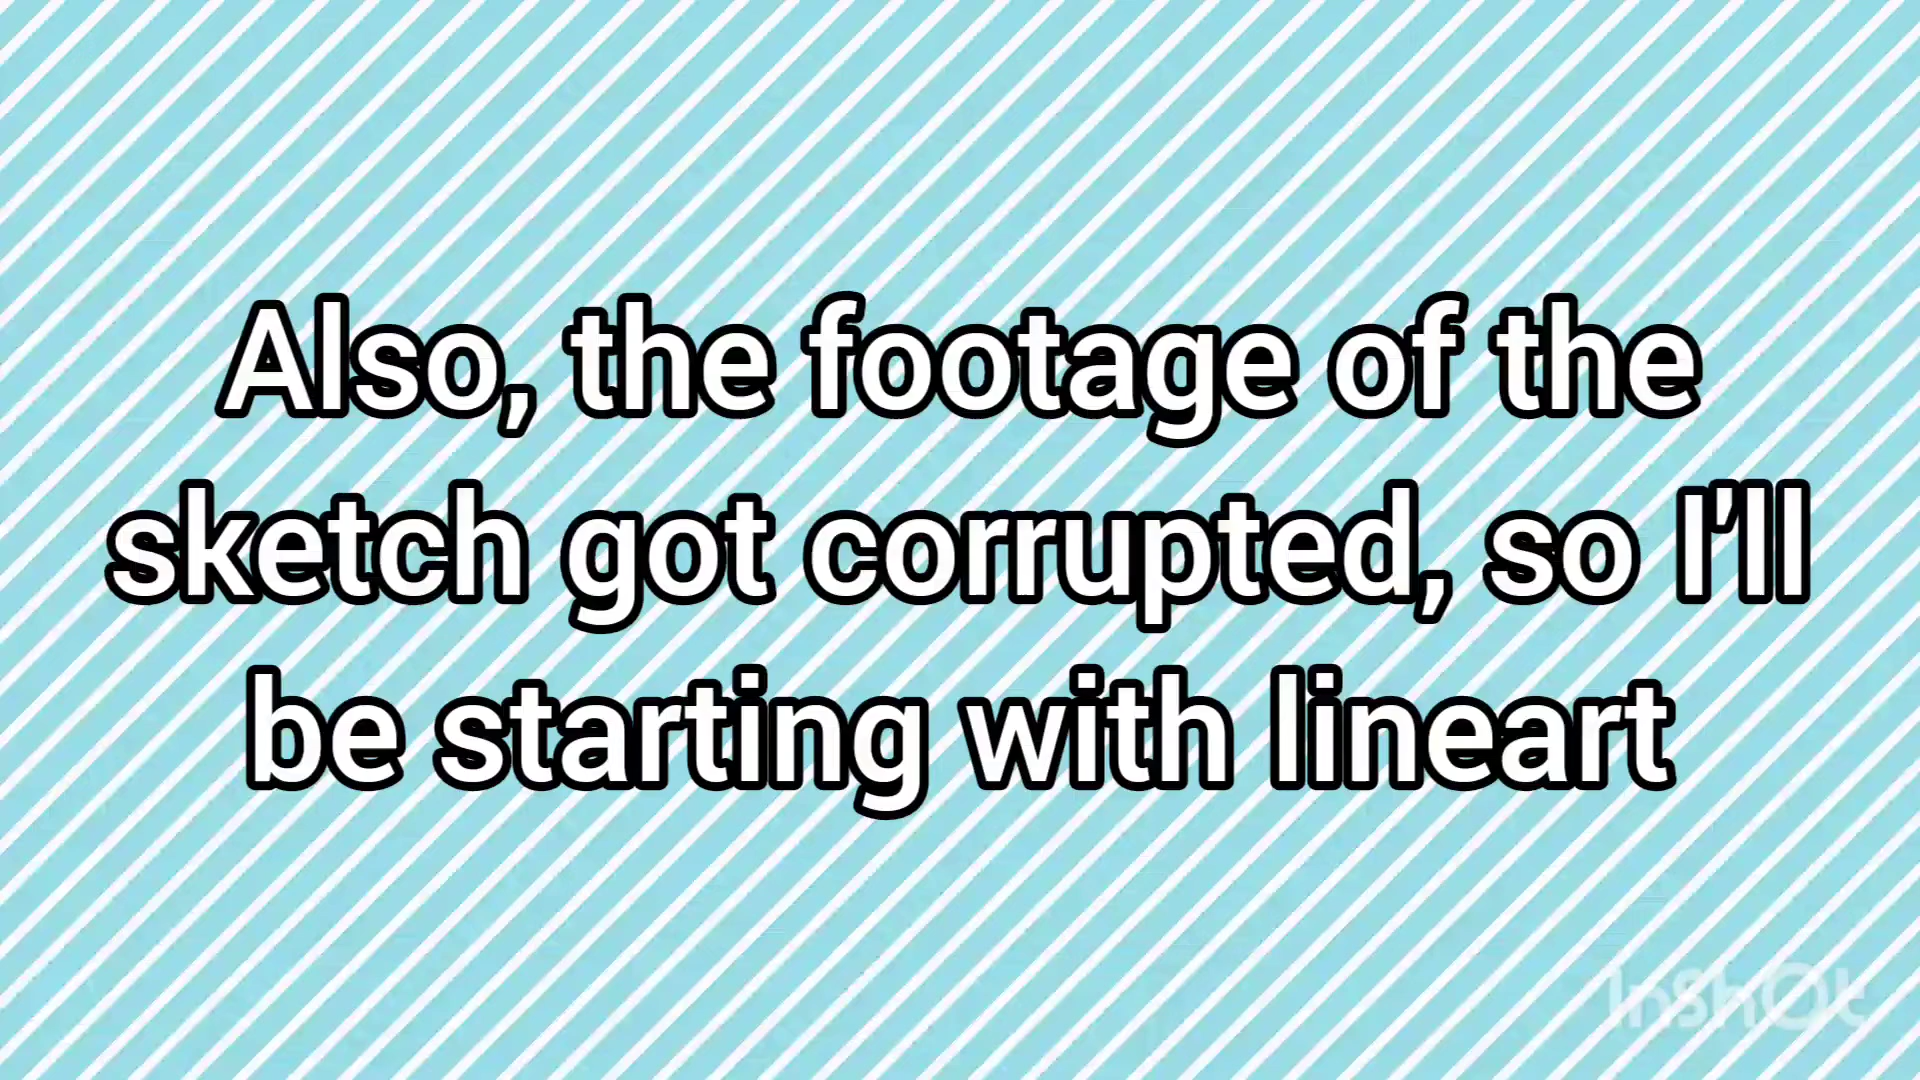 Also, the footage of the
sketch got corrupted, so I'll
be starting with lineart
InShOt